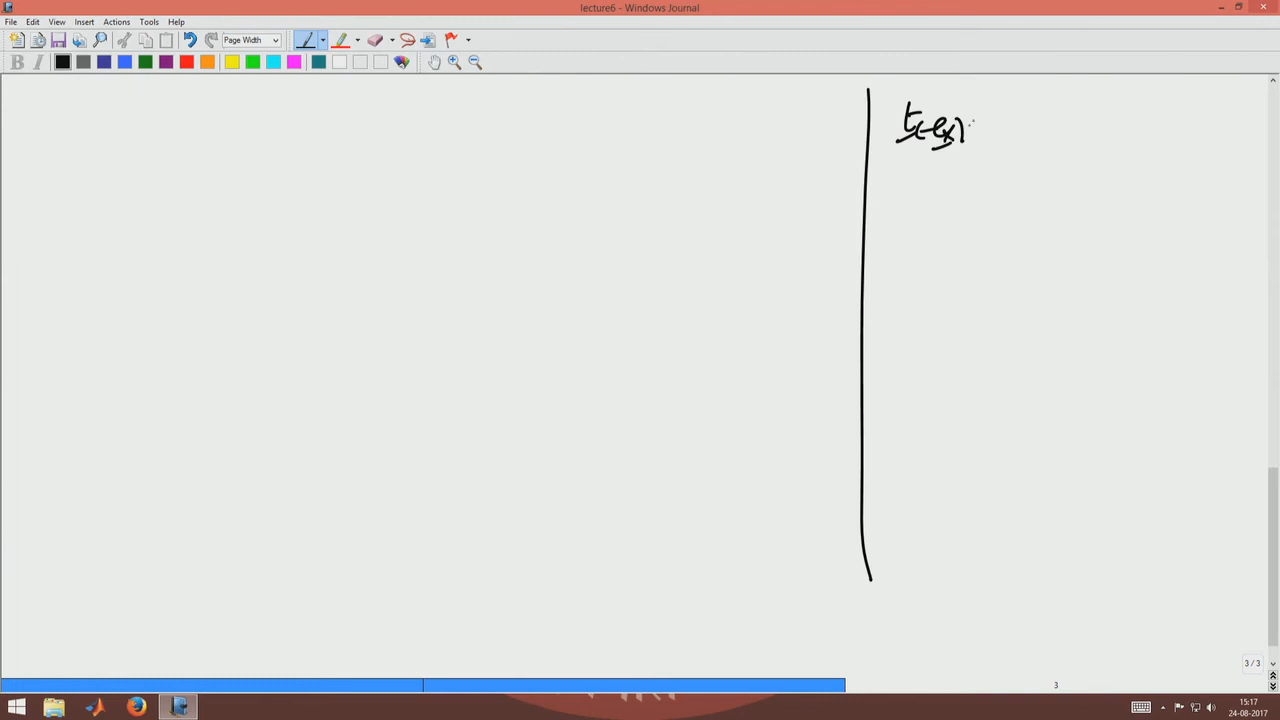 lecture6 - Windows Journal
File Edit View Insert Actions Tools Help
Page Width
B I
t(-ex)
3 / 3
3
15:17
24-08-2017